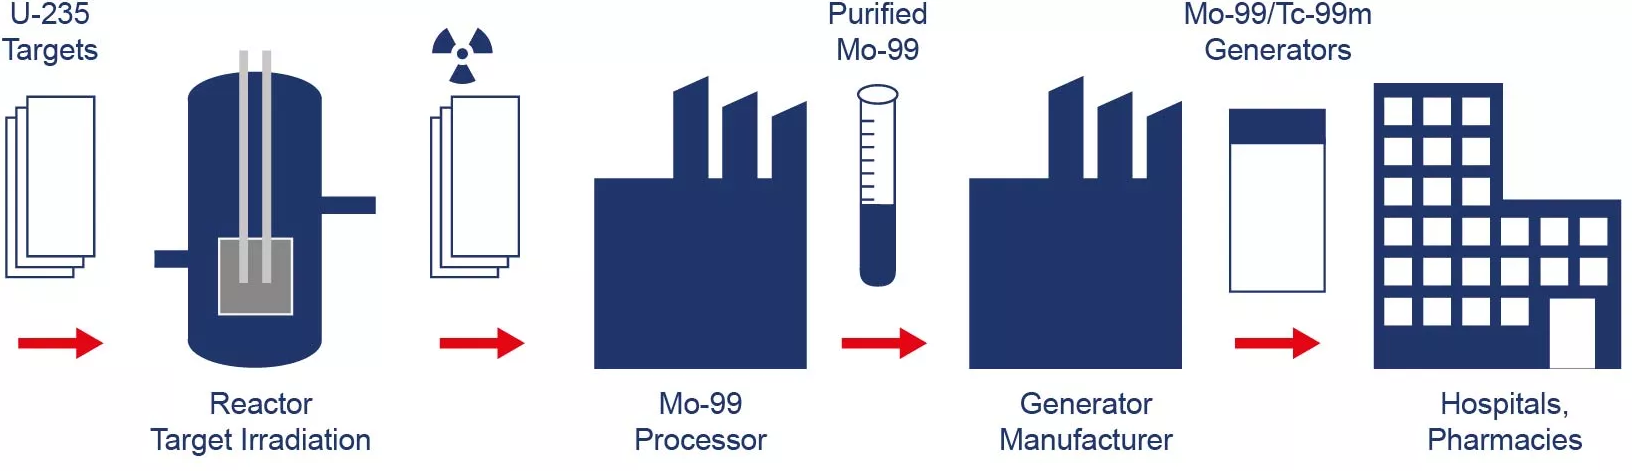 U-235
Targets
Purified
Mo-99
Mo-99/Tc-99m
Generators
Reactor
Target Irradiation
Mo-99
Processor
Generator
Manufacturer
Hospitals,
Pharmacies